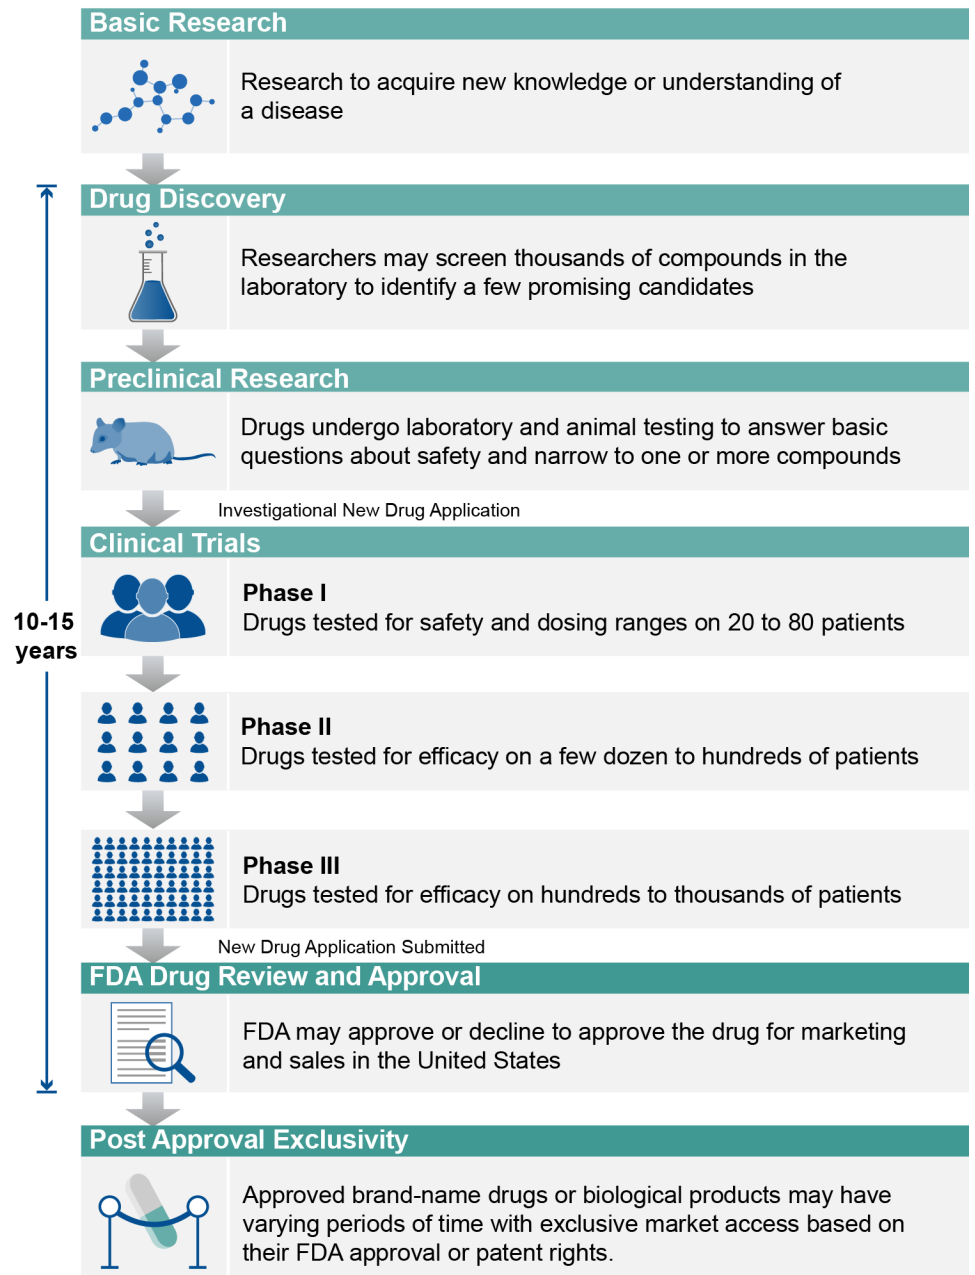 Basic Research
Research to acquire new knowledge or understanding of
a disease
Drug Discovery
Researchers may screen thousands of compounds in the
laboratory to identify a few promising candidates
Preclinical Research
Drugs undergo laboratory and animal testing to answer basic
questions about safety and narrow to one or more compounds
Investigational New Drug Application
Clinical Trials
Phase I
Drugs tested for safety and dosing ranges on 20 to 80 patients
10-15
years
Phase II
Drugs tested for efficacy on a few dozen to hundreds of patients
Phase III
Drugs tested for efficacy on hundreds to thousands of patients
New Drug Application Submitted
FDA Drug Review and Approval
FDA may approve or decline to approve the drug for marketing
and sales in the United States
Post Approval Exclusivity
Approved brand-name drugs or biological products may have
varying periods of time with exclusive market access based on
their FDA approval or patent rights.